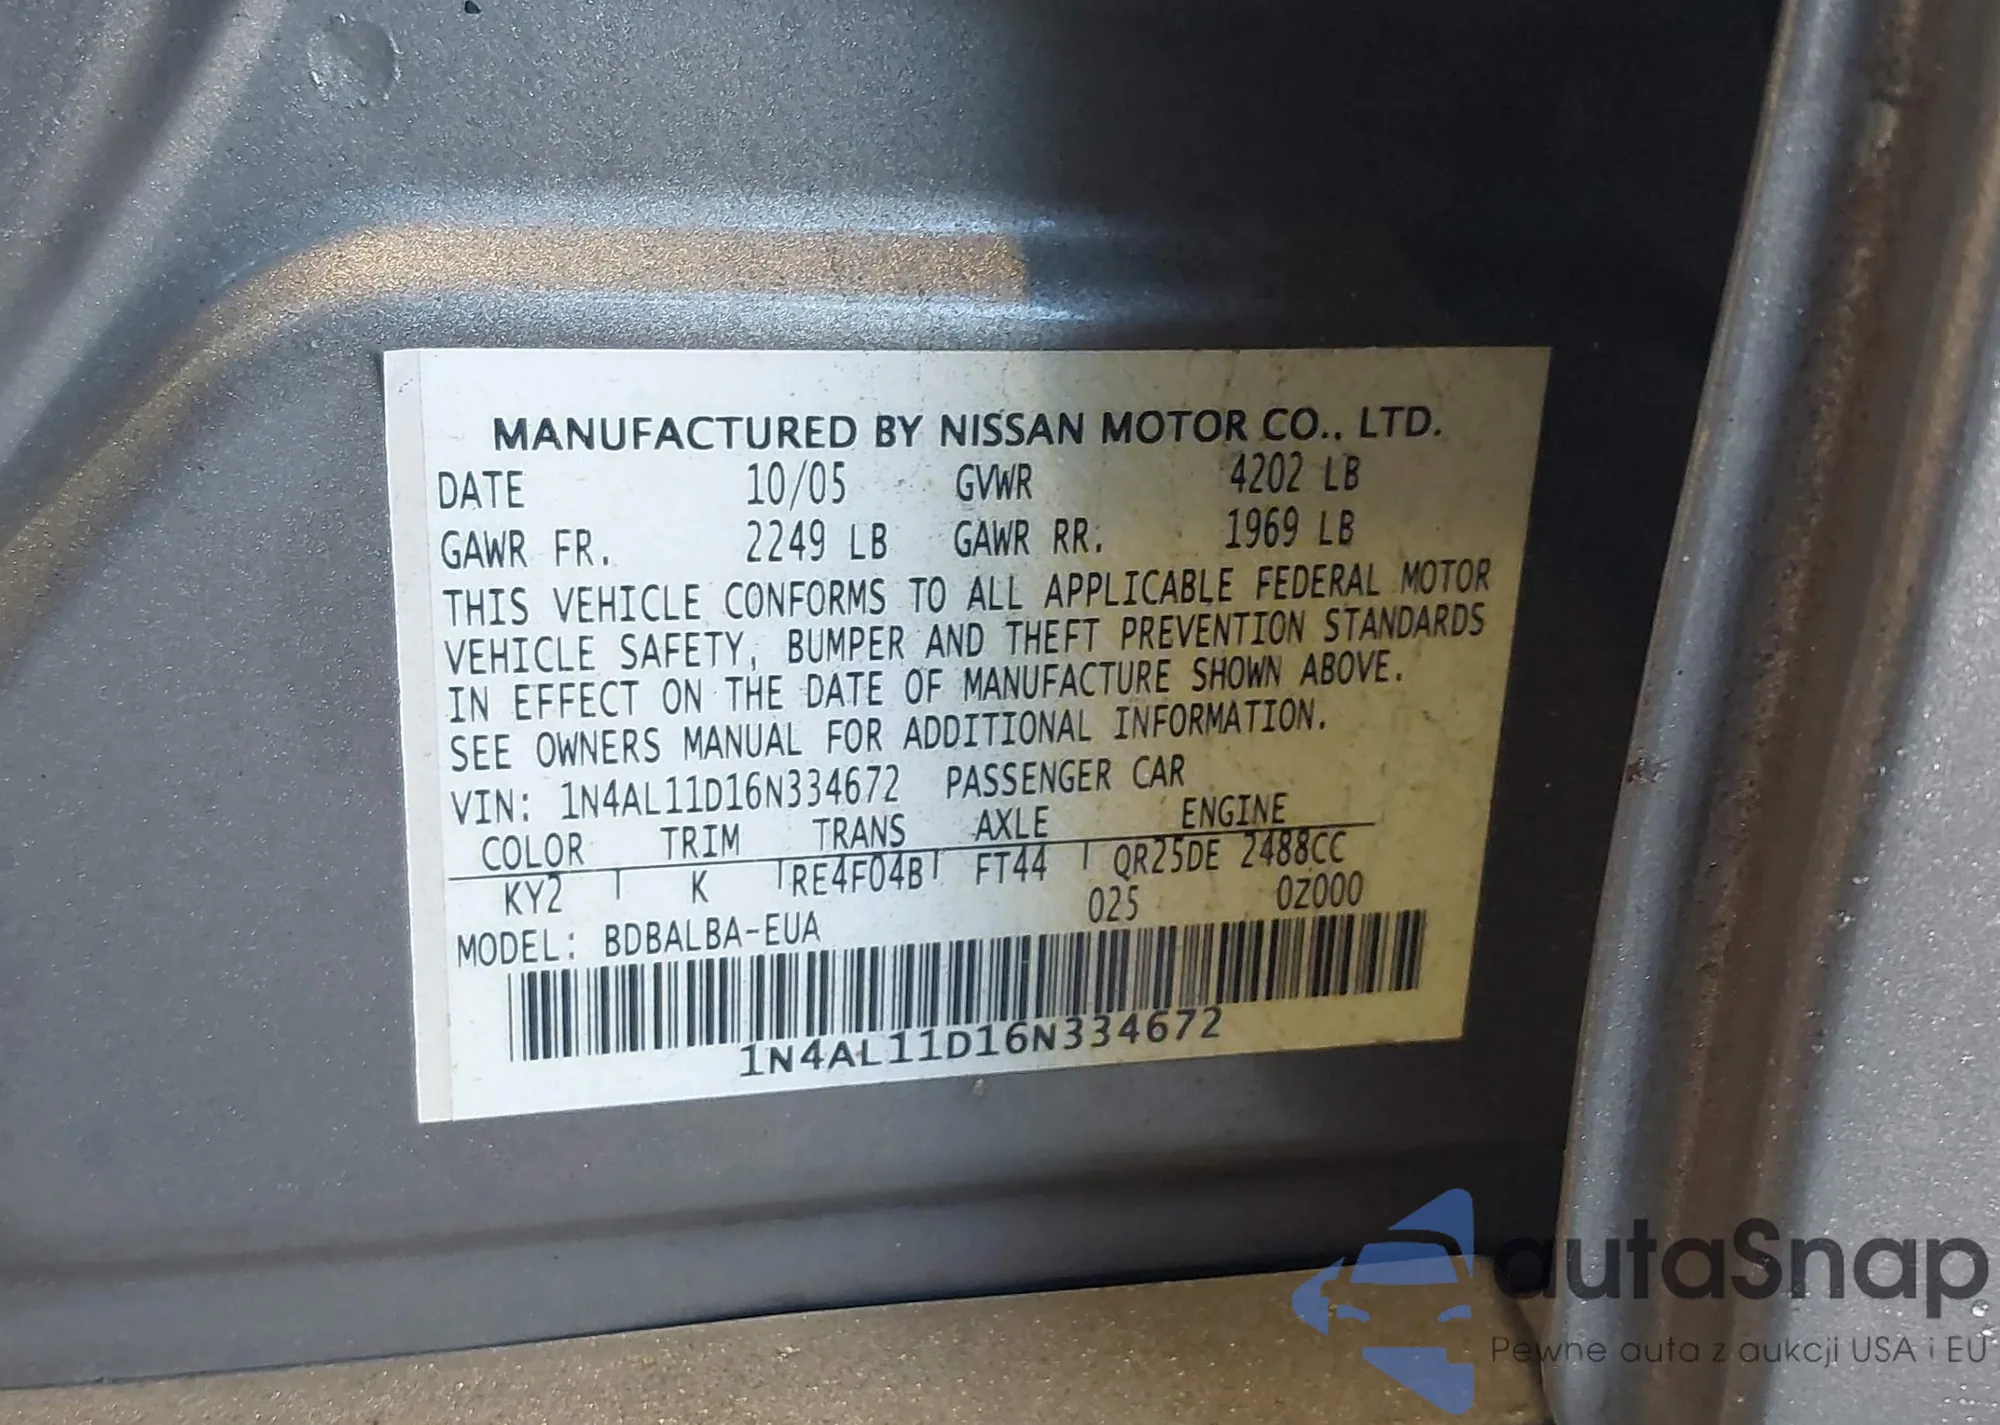 MANUFACTURED BY NISSAN MOTOR CO., LTD.
DATE 10/05 GVWR 4202 LB
GAWR FR. 2249 LB GAWR RR. 1969 LB
THIS VEHICLE CONFORMS TO ALL APPLICABLE FEDERAL MOTOR
VEHICLE SAFETY, BUMPER AND THEFT PREVENTION STANDARDS
IN EFFECT ON THE DATE OF MANUFACTURE SHOWN ABOVE.
SEE OWNERS MANUAL FOR ADDITIONAL INFORMATION.
VIN: 1N4AL11D16N334672 PASSENGER CAR
COLOR TRIM TRANS AXLE ENGINE
KY2 K RE4F04B FT44 QR25DE 2488CC
025 0Z000
MODEL: BDBALBA-EUA
1N4AL11D16N334672
autaSnap
Pewne auta z aukcji USA i EU